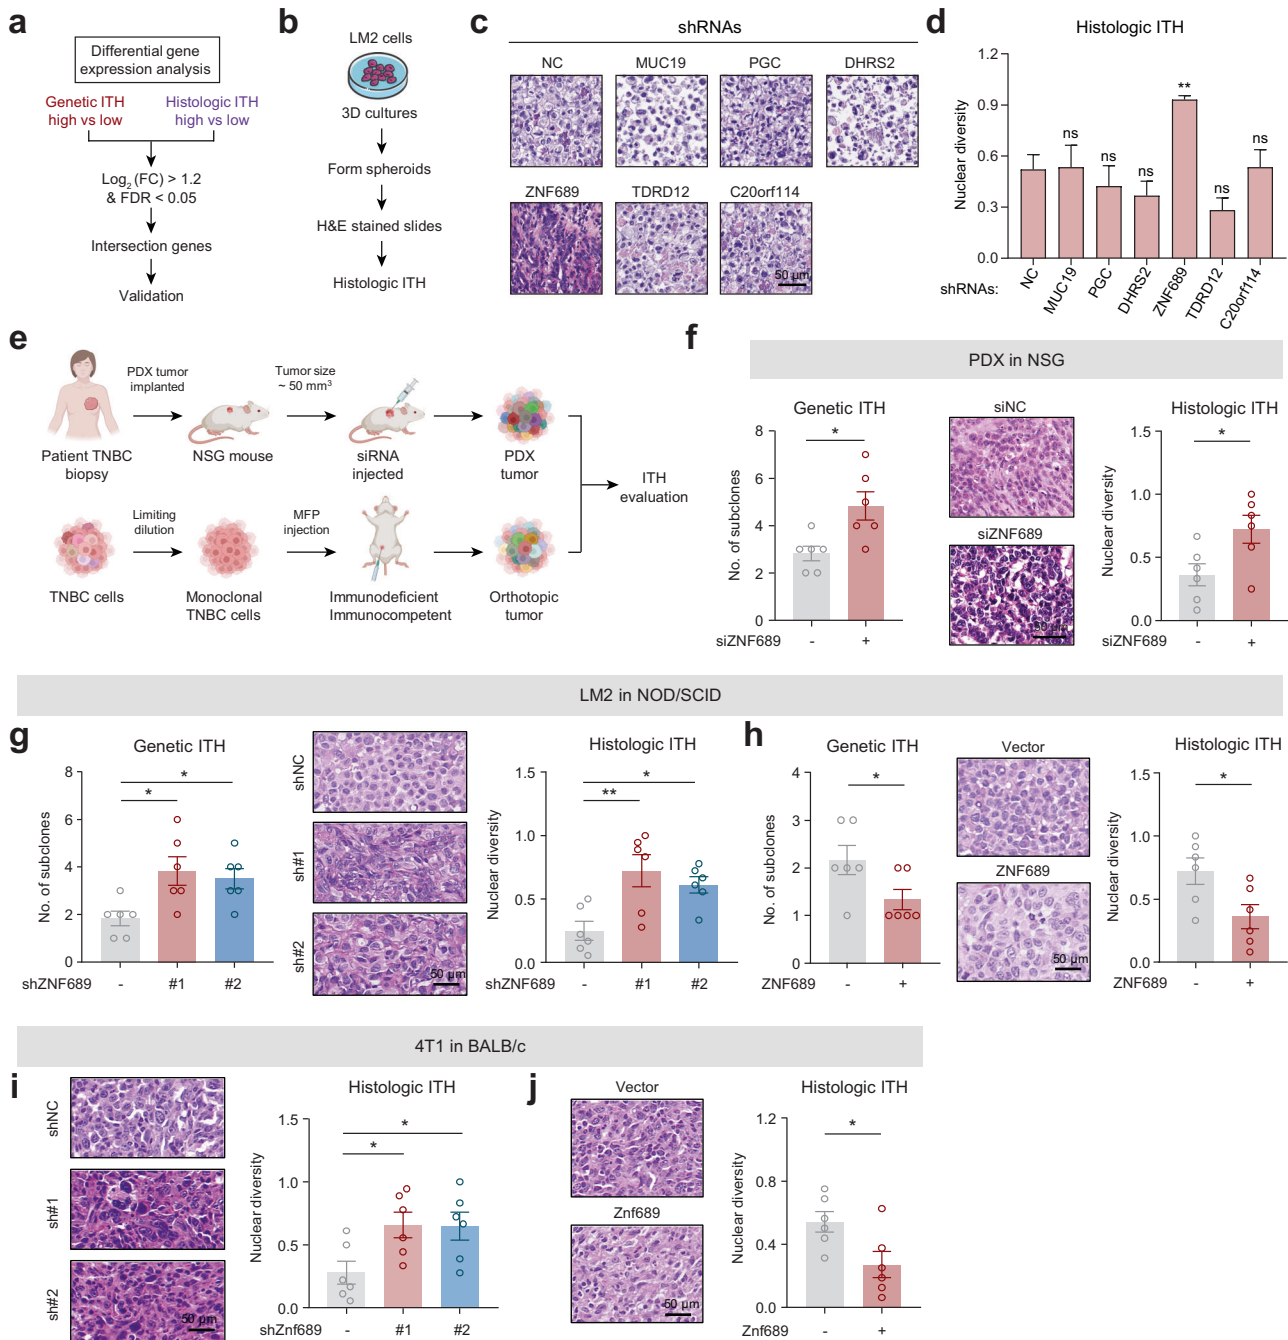 a
Differential gene
expression analysis
Genetic ITH
high vs low
Histologic ITH
high vs low
Log2 (FC) > 1.2
& FDR < 0.05
Intersection genes
Validation
b
LM2 cells
3D cultures
Form spheroids
H&E stained slides
Histologic ITH
c
shRNAs
NC
MUC19
PGC
DHRS2
ZNF689
TDRD12
C20orf114
50 μm
d
Histologic ITH
Nuclear diversity
1.2
0.9
0.6
0.3
0.0
ns
ns
ns
**
ns
ns
shRNAs:
NC
MUC19
PGC
DHRS2
ZNF689
TDRD12
C20orf114
e
PDX tumor
implanted
Tumor size
~ 50 mm³
Patient TNBC
biopsy
NSG mouse
siRNA
injected
PDX
tumor
ITH
evaluation
Limiting
dilution
MFP
injection
TNBC cells
Monoclonal
TNBC cells
Immunodeficient
Immunocompetent
Orthotopic
tumor
f
PDX in NSG
Genetic ITH
No. of subclones
8
6
4
2
0
*
siZNF689
-
+
siNC
siZNF689
50 μm
Histologic ITH
Nuclear diversity
1.5
1.0
0.5
0.0
*
siZNF689
-
+
LM2 in NOD/SCID
g
Genetic ITH
No. of subclones
8
6
4
2
0
*
*
shZNF689
-
#1
#2
shNC
sh#1
sh#2
50 μm
Histologic ITH
Nuclear diversity
1.5
1.0
0.5
0.0
*
**
shZNF689
-
#1
#2
h
Genetic ITH
No. of subclones
4
3
2
1
0
*
ZNF689
-
+
Vector
ZNF689
50 μm
Histologic ITH
Nuclear diversity
1.5
1.0
0.5
0.0
*
ZNF689
-
+
4T1 in BALB/c
i
shNC
sh#1
sh#2
50 μm
Histologic ITH
Nuclear diversity
1.5
1.0
0.5
0.0
*
*
shZnf689
-
#1
#2
j
Vector
Znf689
50 μm
Histologic ITH
Nuclear diversity
1.2
0.8
0.4
0.0
*
Znf689
-
+